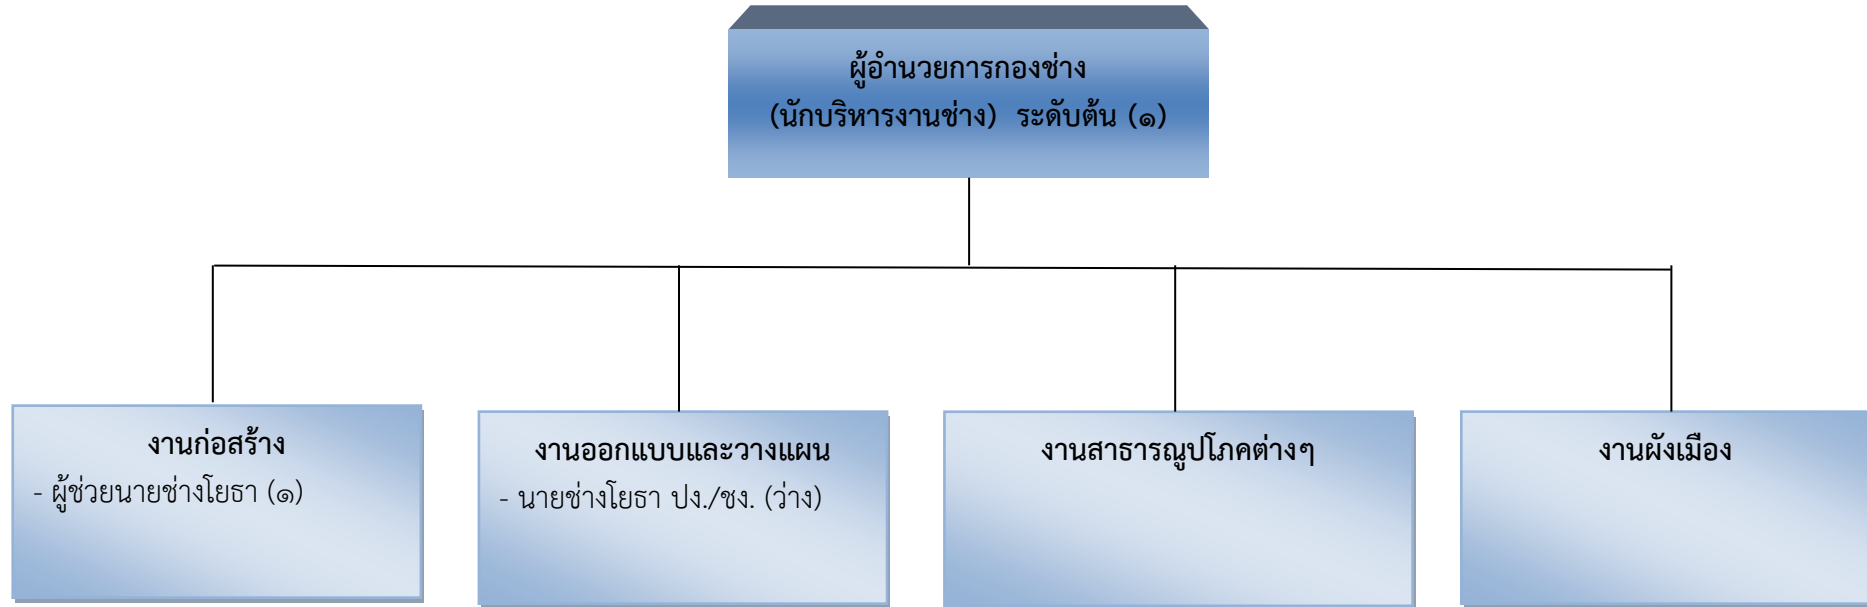 ผู้อำนวยการกองช่าง
(นักบริหารงานช่าง) ระดับต้น (๑)
งานก่อสร้าง
- ผู้ช่วยนายช่างโยธา (๑)
งานออกแบบและวางแผน
- นายช่างโยธา ปง./ชง. (ว่าง)
งานสาธารณูปโภคต่างๆ
งานผังเมือง